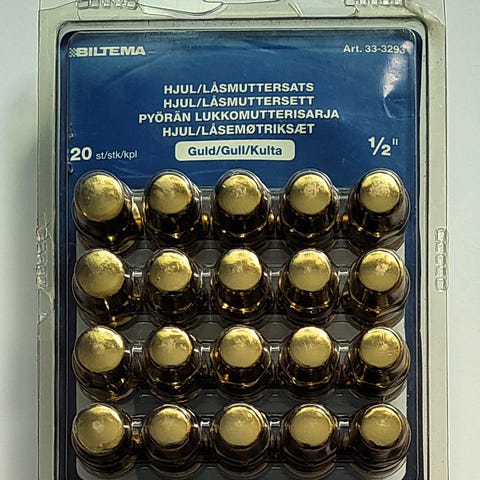 BILTEMA
Art. 33-3293
HJUL/LÅSMUTTERSATS
HJUL/LÅSMUTTERSETT
PYÖRÄN LUKKOMUTTERISARJA
HJUL/LÅSEMØTRIKSÆT
20 st/stk/kpl
Guld/Gull/Kulta
½"